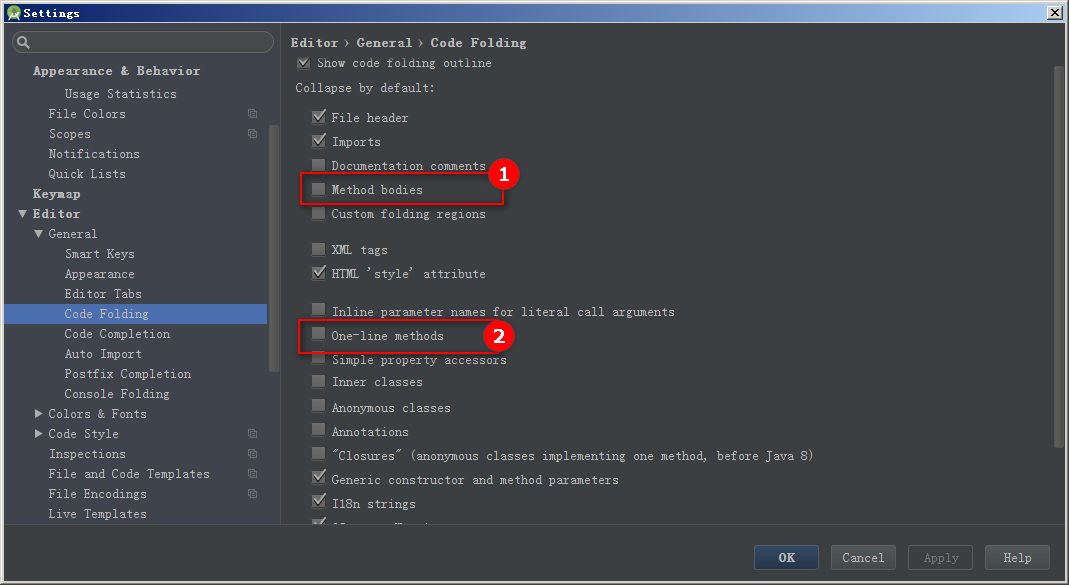 Settings
Appearance & Behavior
Usage Statistics
File Colors
Scopes
Notifications
Quick Lists
Keymap
Editor
General
Smart Keys
Appearance
Editor Tabs
Code Folding
Code Completion
Auto Import
Postfix Completion
Console Folding
Colors & Fonts
Code Style
Inspections
File and Code Templates
File Encodings
Live Templates
Editor › General › Code Folding
Show code folding outline
Collapse by default:
File header
Imports
Documentation comments
1
Method bodies
Custom folding regions
XML tags
HTML 'style' attribute
Inline parameter names for literal call arguments
One-line methods
2
Simple property accessors
Inner classes
Anonymous classes
Annotations
"Closures" (anonymous classes implementing one method, before Java 8)
Generic constructor and method parameters
I18n strings
OK
Cancel
Apply
Help